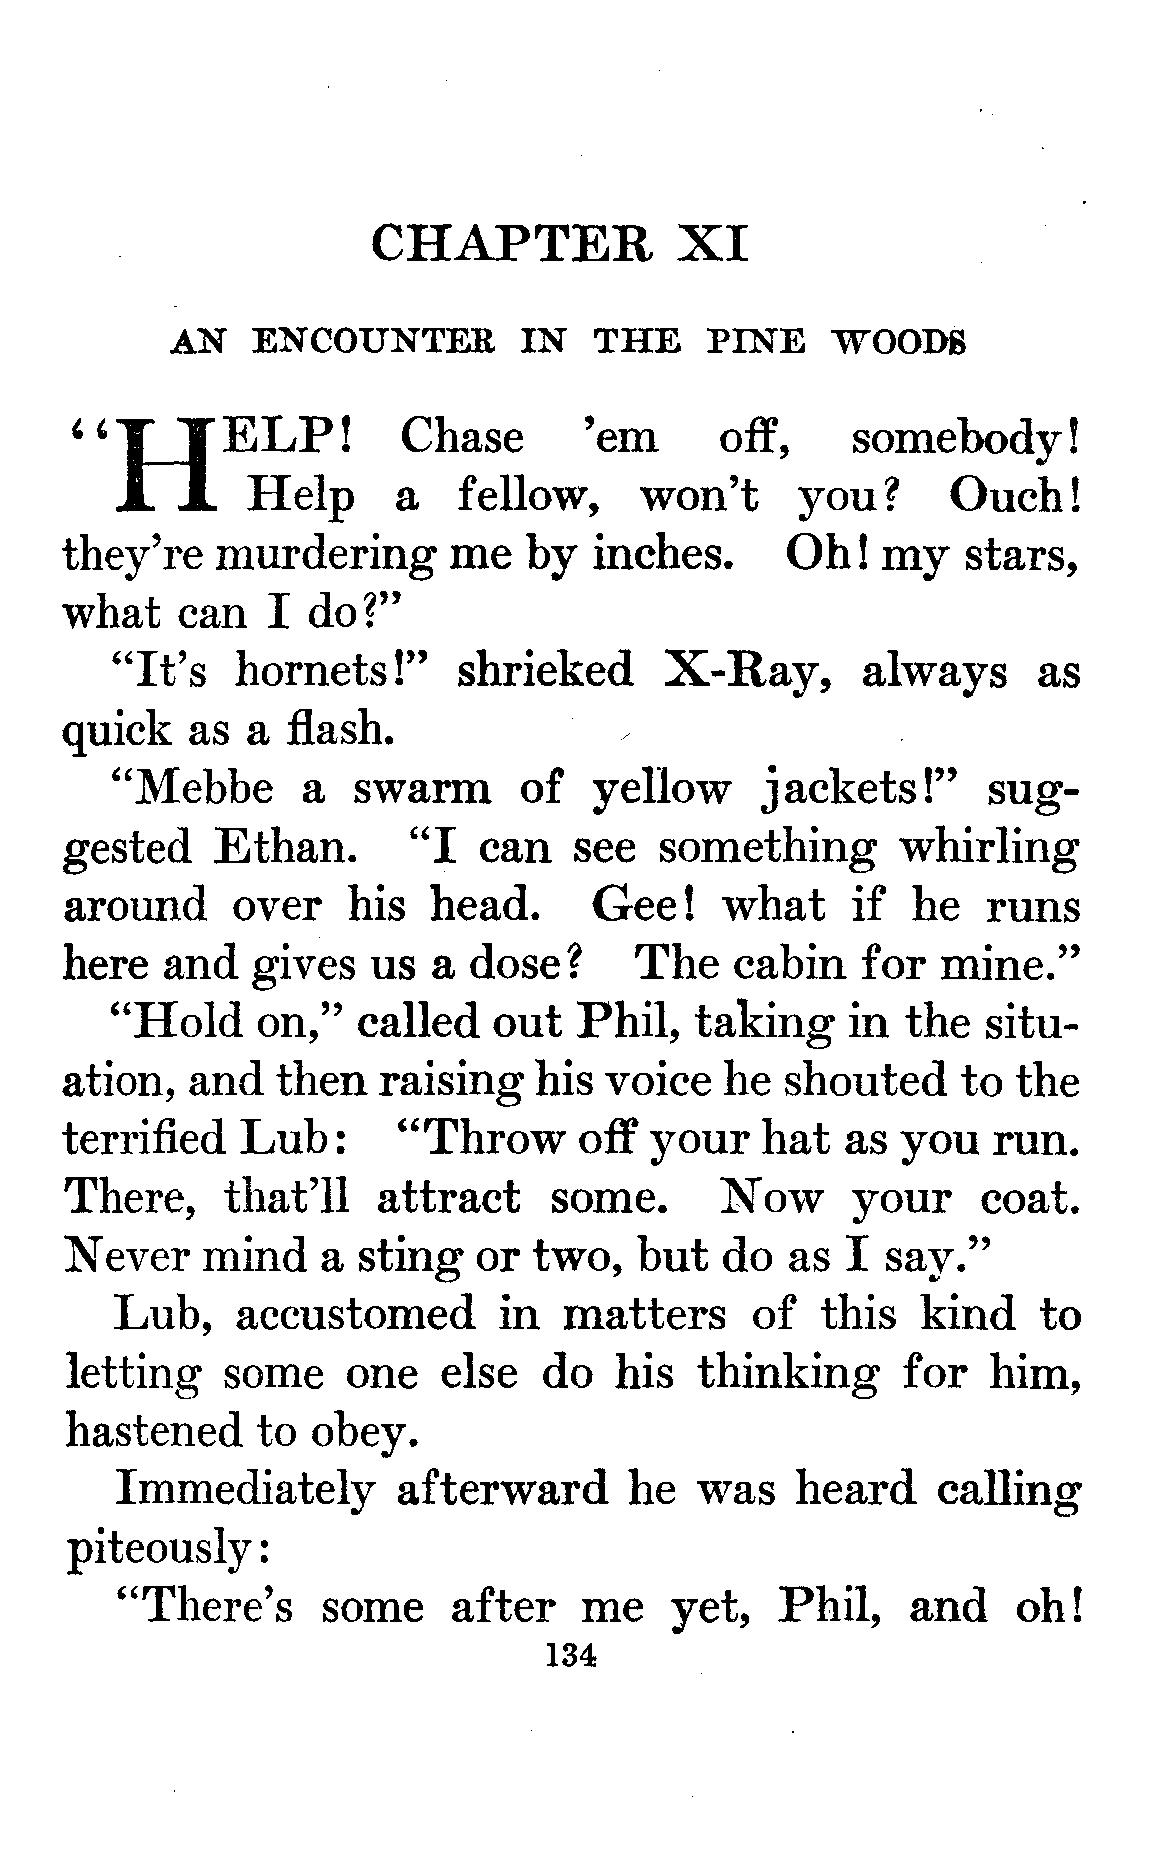 CHAPTER XI
AN ENCOUNTER IN THE PINE WOODS
“HELP! Chase ’em off, somebody!
Help a fellow, won’t you? Ouch!
they’re murdering me by inches. Oh! my stars,
what can I do?”
“It’s hornets!” shrieked X-Ray, always as
quick as a flash.
“Mebbe a swarm of yellow jackets!” sug-
gested Ethan. “I can see something whirling
around over his head. Gee! what if he runs
here and gives us a dose? The cabin for mine.”
“Hold on,” called out Phil, taking in the situ-
ation, and then raising his voice he shouted to the
terrified Lub: “Throw off your hat as you run.
There, that’ll attract some. Now your coat.
Never mind a sting or two, but do as I say.”
Lub, accustomed in matters of this kind to
letting some one else do his thinking for him,
hastened to obey.
Immediately afterward he was heard calling
piteously:
“There’s some after me yet, Phil, and oh!
134